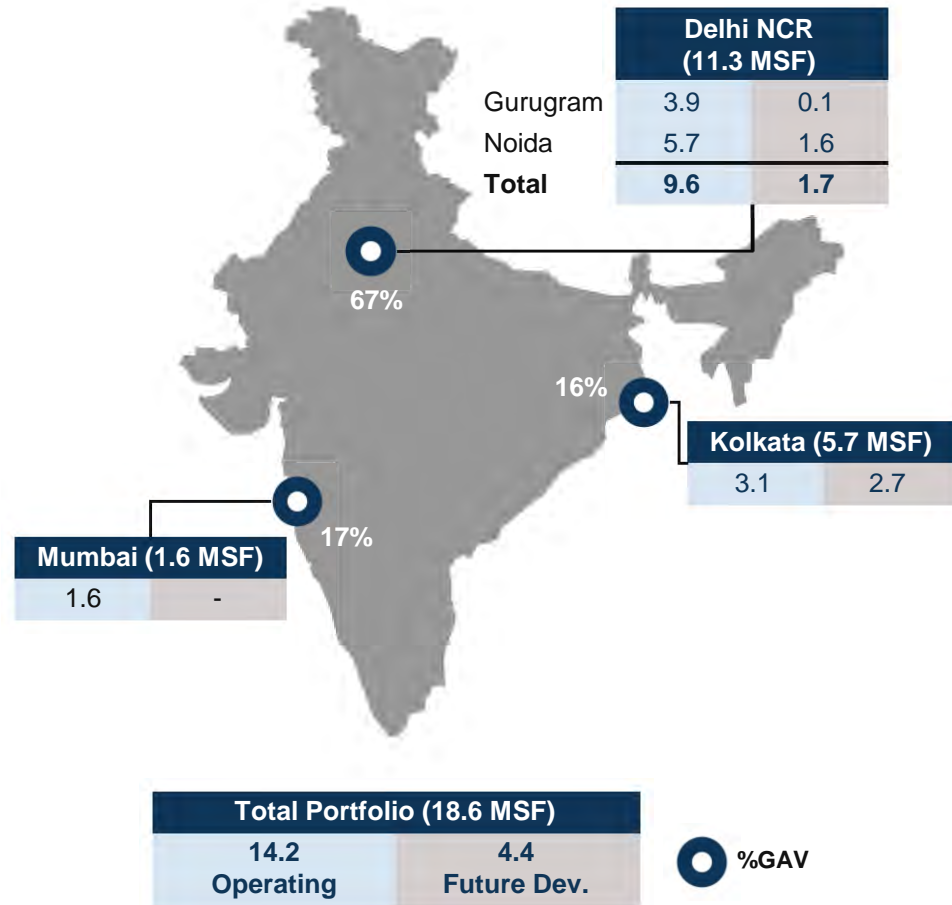 Delhi NCR
(11.3 MSF)
Gurugram 3.9 0.1
Noida 5.7 1.6
Total 9.6 1.7
67%
16%
Kolkata (5.7 MSF)
3.1 2.7
17%
Mumbai (1.6 MSF)
1.6 -
Total Portfolio (18.6 MSF)
14.2 4.4
Operating Future Dev.
%GAV